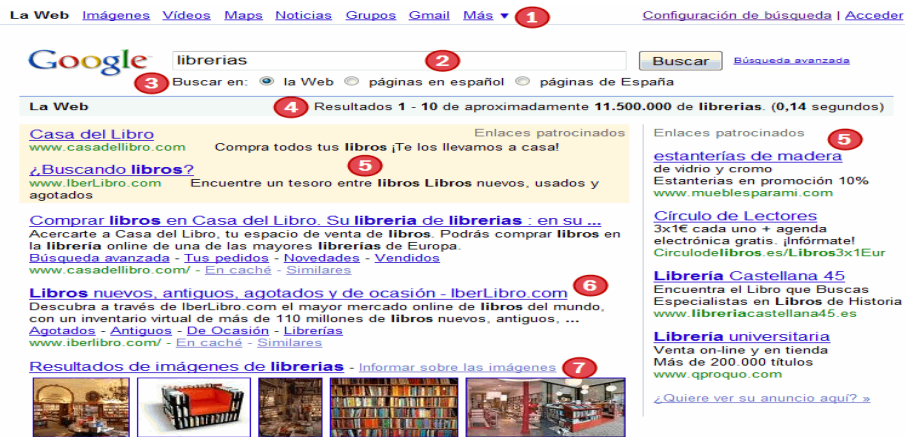 La Web Imágenes Vídeos Maps Noticias Grupos Gmail Más ▼ 1 Configuración de búsqueda | Acceder
Google librerias 2 Buscar Búsqueda avanzada
3 Buscar en: la Web páginas en español páginas de España
La Web 4 Resultados 1 - 10 de aproximadamente 11.500.000 de librerias. (0,14 segundos)
Casa del Libro Enlaces patrocinados
www.casadellibro.com Compra todos tus libros ¡Te los llevamos a casa!
¿Buscando libros? 5
www.IberLibro.com Encuentre un tesoro entre libros Libros nuevos, usados y
agotados
Comprar libros en Casa del Libro. Su libreria de librerias : en su ...
Acercarte a Casa del Libro, tu espacio de venta de libros. Podrás comprar libros en
la librería online de una de las mayores librerías de Europa.
Búsqueda avanzada - Tus pedidos - Novedades - Vendidos
www.casadellibro.com/ - En caché - Similares
Libros nuevos, antiguos, agotados y de ocasión - IberLibro.com 6
Descubra a través de IberLibro.com el mayor mercado online de libros del mundo,
con un inventario virtual de más de 110 millones de libros nuevos, antiguos, ...
Agotados - Antiguos - De Ocasión - Librerías
www.iberlibro.com/ - En caché - Similares
Resultados de imágenes de librerias - Informar sobre las imágenes 7
Enlaces patrocinados 5
estanterías de madera
de vidrio y cromo
Estanterias en promoción 10%
www.mueblesparami.com
Círculo de Lectores
3x1€ cada uno + agenda
electrónica gratis. ¡Infórmate!
Circulodelibros.es/Libros3x1Eur
Librería Castellana 45
Encuentra el Libro que Buscas
Especialistas en Libros de Historia
www.libreriacastellana45.es
Librería universitaria
Venta on-line y en tienda
Más de 200.000 títulos
www.qproquo.com
¿Quiere ver su anuncio aquí? »